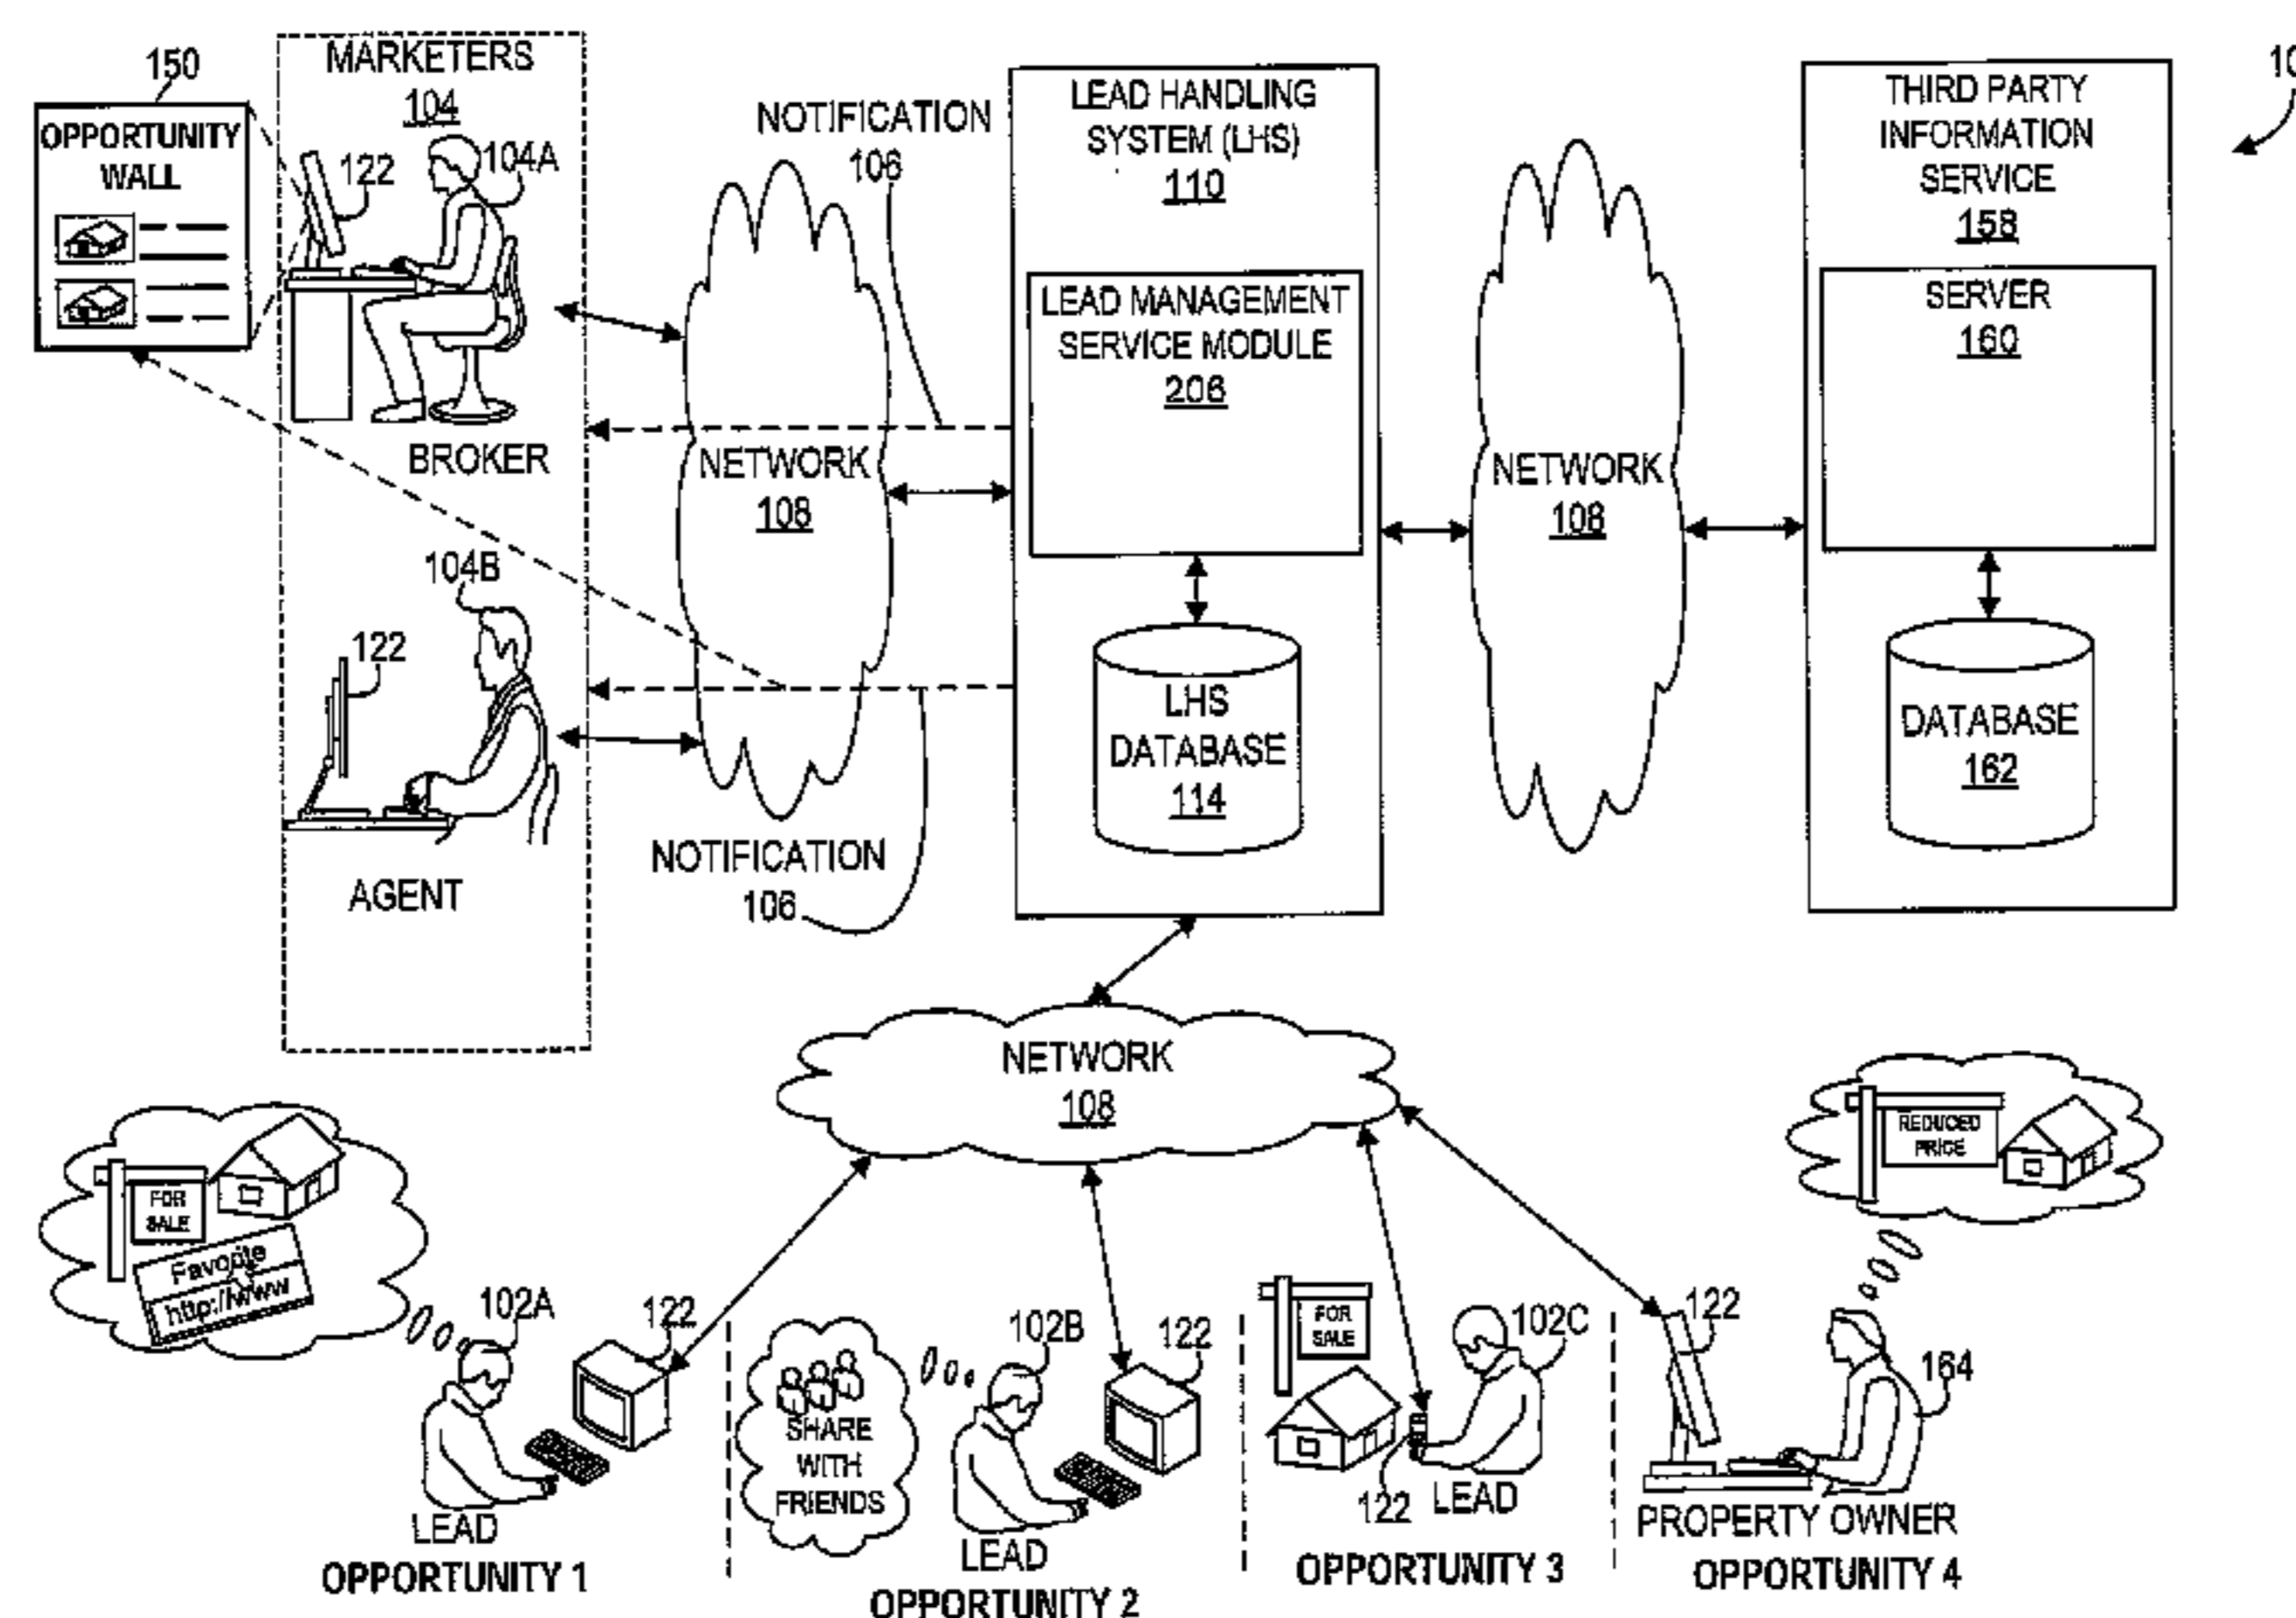 150
OPPORTUNITY
WALL
MARKETERS
104
122
104A
BROKER
104B
122
AGENT
NOTIFICATION
106
NETWORK
108
NOTIFICATION
106
LEAD HANDLING
SYSTEM (LHS)
110
LEAD MANAGEMENT
SERVICE MODULE
206
LHS
DATABASE
114
NETWORK
108
THIRD PARTY
INFORMATION
SERVICE
158
SERVER
160
DATABASE
162
NETWORK
108
FOR
SALE
Favorite
http://www
102A
122
LEAD
OPPORTUNITY 1
SHARE
WITH
FRIENDS
102B
122
LEAD
OPPORTUNITY 2
FOR
SALE
102C
122
LEAD
OPPORTUNITY 3
REDUCED
PRICE
122
164
PROPERTY OWNER
OPPORTUNITY 4